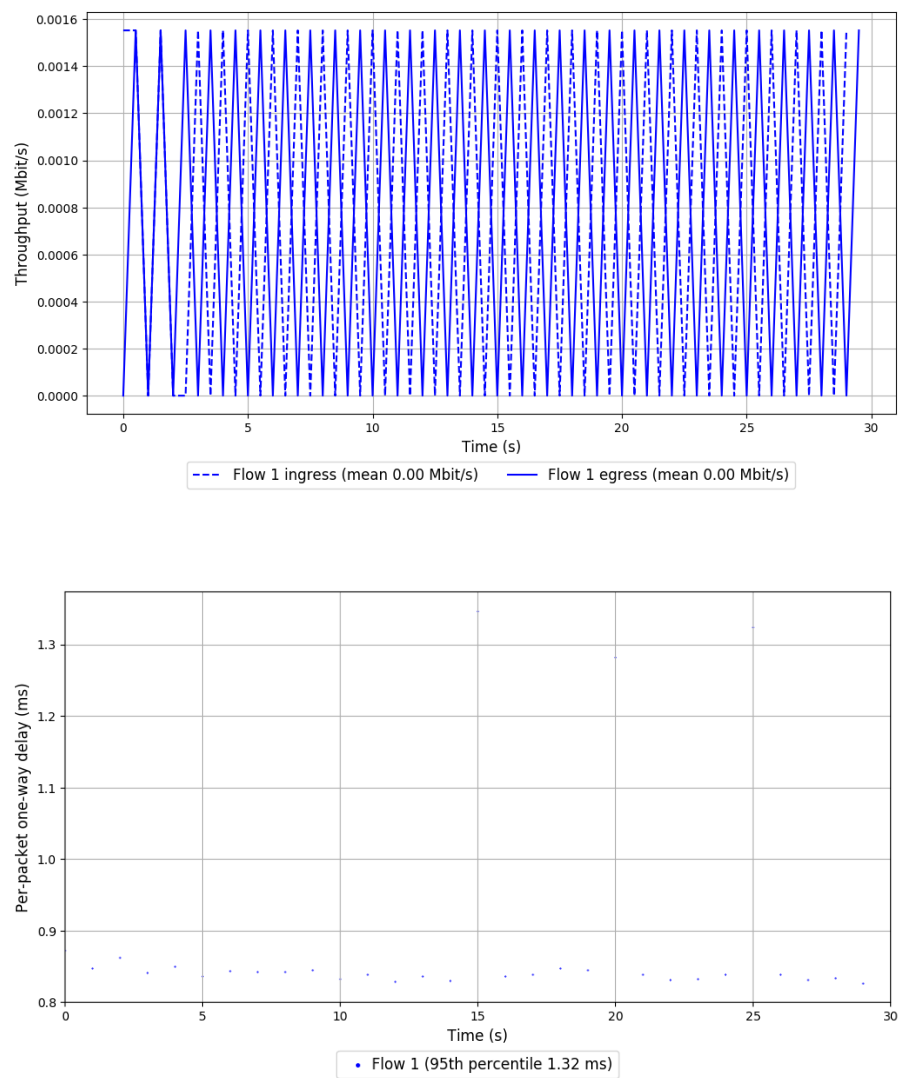 0.0016
0.0014
0.0012
0.0010
0.0008
0.0006
0.0004
0.0002
0.0000
Throughput (Mbit/s)
0 5 10 15 20 25 30
Time (s)
Flow 1 ingress (mean 0.00 Mbit/s) Flow 1 egress (mean 0.00 Mbit/s)
1.3
1.2
1.1
1.0
0.9
0.8
Per-packet one-way delay (ms)
0 5 10 15 20 25 30
Time (s)
Flow 1 (95th percentile 1.32 ms)